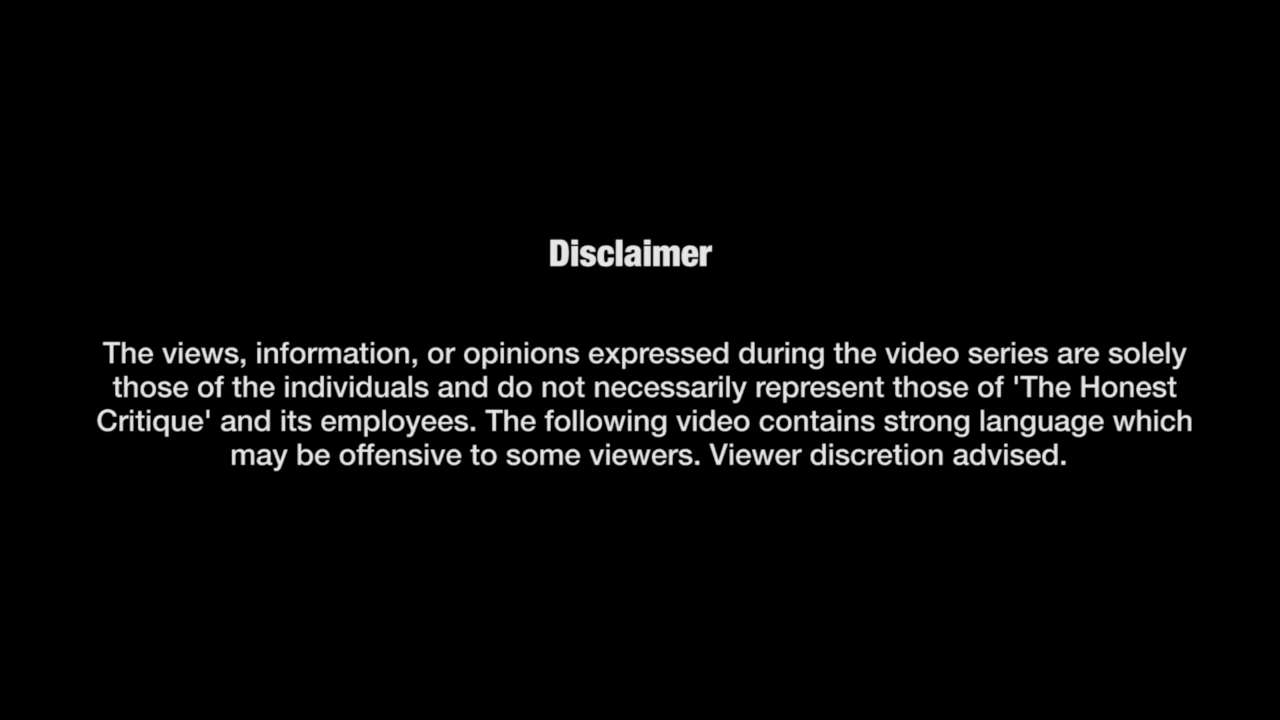 Disclaimer
The views, information, or opinions expressed during the video series are solely
those of the individuals and do not necessarily represent those of 'The Honest
Critique' and its employees. The following video contains strong language which
may be offensive to some viewers. Viewer discretion advised.